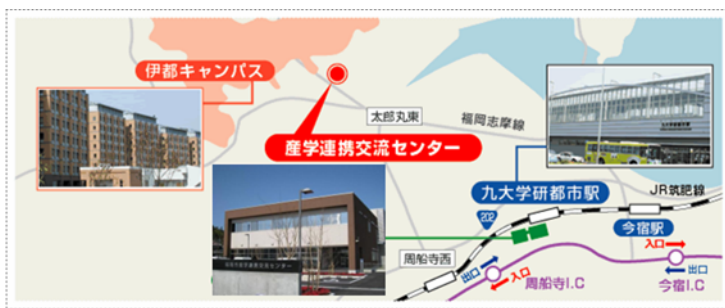 伊都キャンパス
太郎丸東
福岡志摩線
産学連携交流センター
九大学研都市駅
JR筑肥線
202
今宿駅
周船寺西
入口
出口
出口
入口
周船寺I.C
今宿I.C